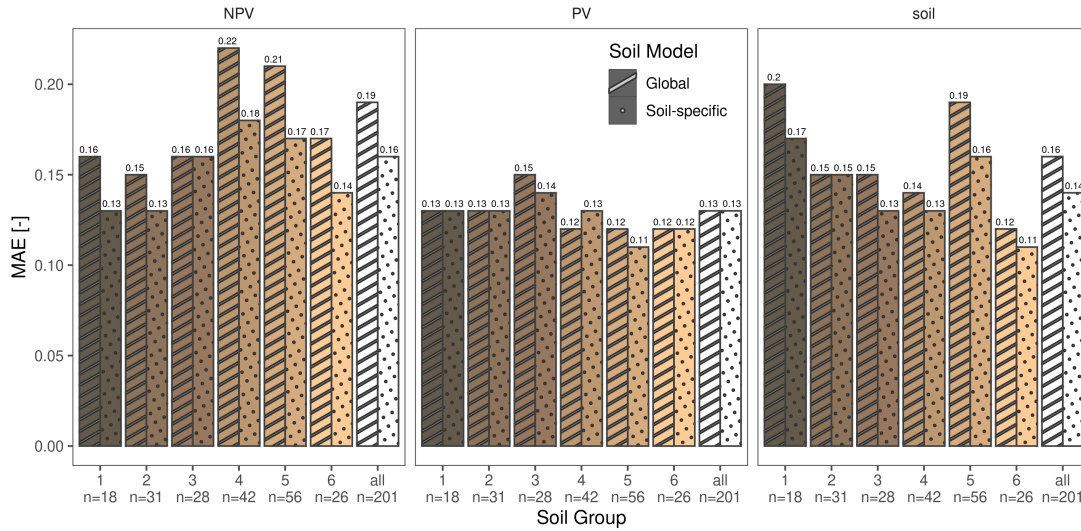 NPV PV soil
MAE [-]
0.20
0.15
0.10
0.05
0.00
0.16 0.13 0.15 0.13 0.16 0.16 0.22 0.18 0.21 0.17 0.17 0.14 0.19 0.16
0.13 0.13 0.13 0.13 0.15 0.14 0.12 0.13 0.12 0.11 0.12 0.12 0.13 0.13
0.2 0.17 0.15 0.15 0.15 0.13 0.14 0.13 0.19 0.16 0.12 0.11 0.16 0.14
Soil Model
Global
Soil-specific
1 2 3 4 5 6 all 1 2 3 4 5 6 all 1 2 3 4 5 6 all
n=18 n=31 n=28 n=42 n=56 n=26 n=201 n=18 n=31 n=28 n=42 n=56 n=26 n=201 n=18 n=31 n=28 n=42 n=56 n=26 n=201
Soil Group